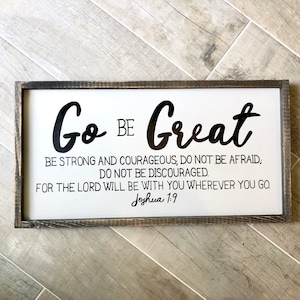 Go BE Great
BE STRONG AND COURAGEOUS; DO NOT BE AFRAID;
DO NOT BE DISCOURAGED.
FOR THE LORD WILL BE WITH YOU WHEREVER YOU GO.
Joshua 1:9